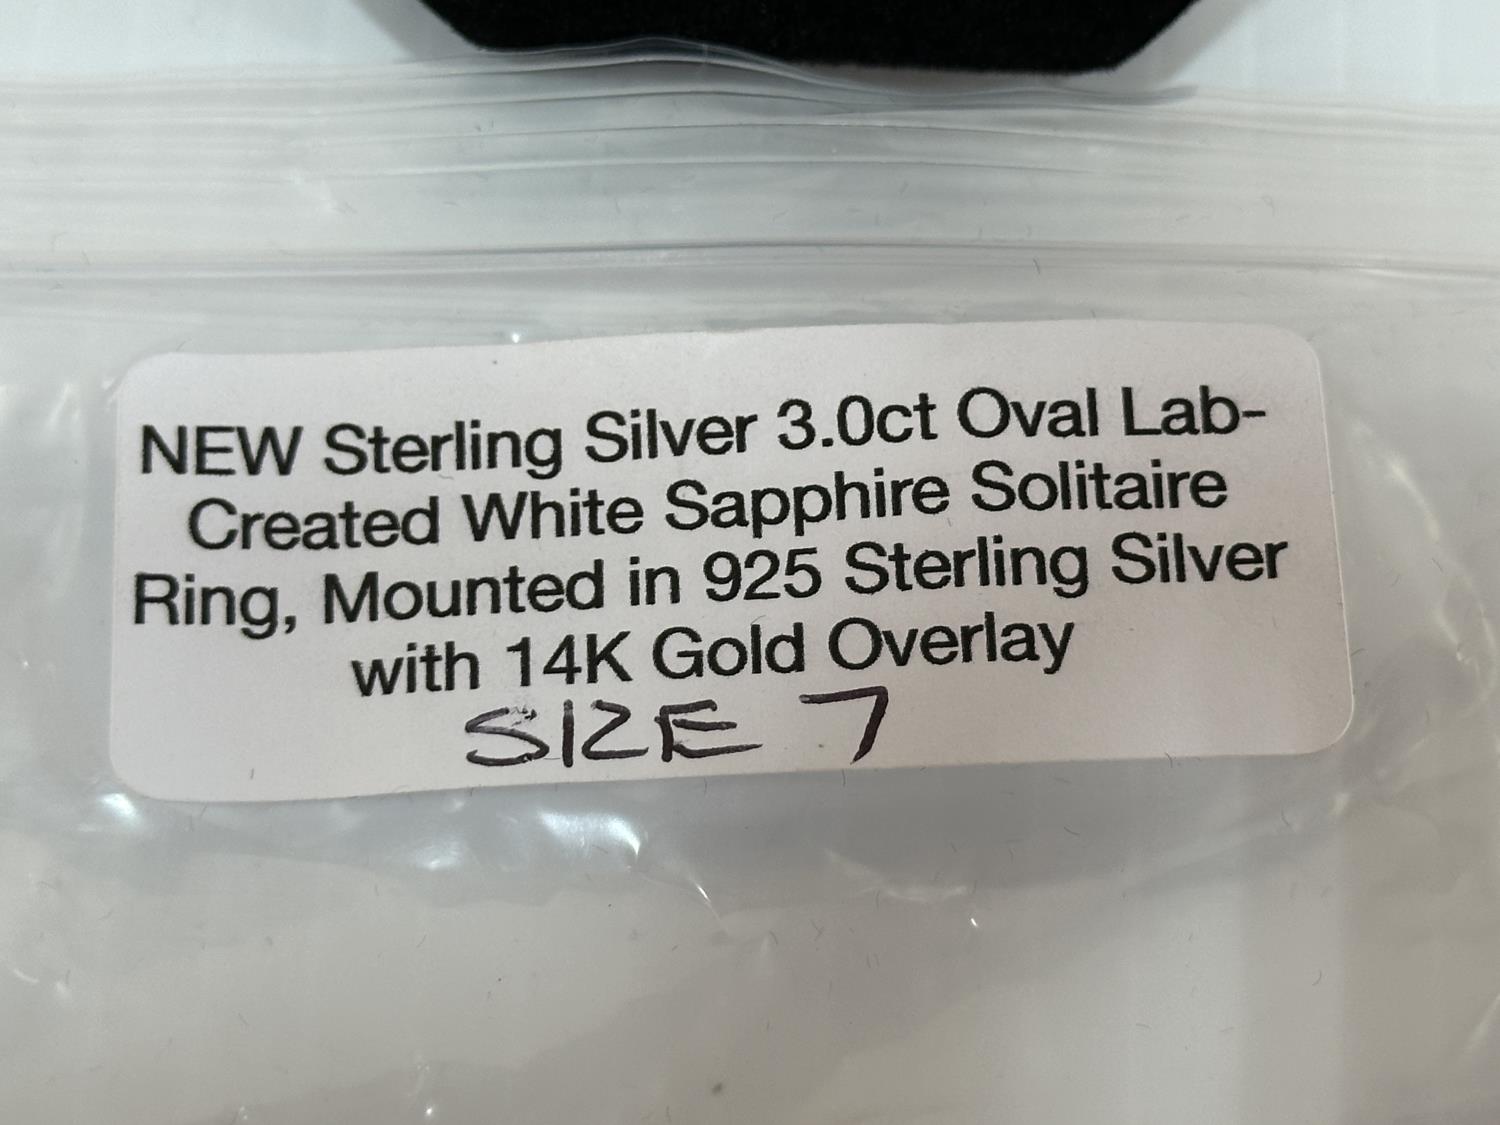 NEW Sterling Silver 3.0ct Oval Lab-
Created White Sapphire Solitaire
Ring, Mounted in 925 Sterling Silver
with 14K Gold Overlay
SIZE 7